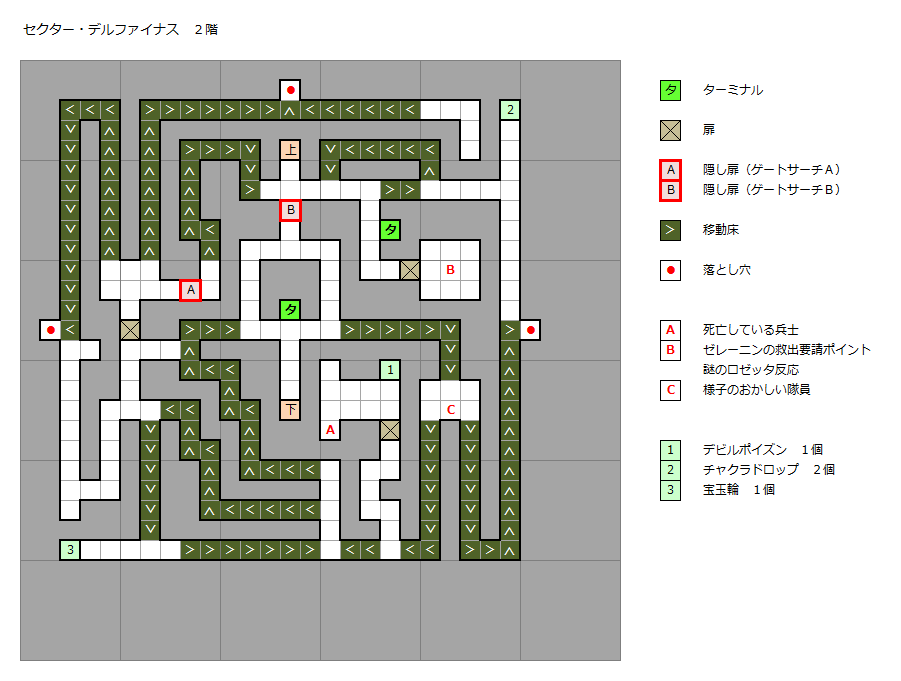 セクター・デルファイナス　２階
タ ターミナル
扉
A 隠し扉（ゲートサーチA）
B 隠し扉（ゲートサーチB）
> 移動床
落とし穴
A 死亡している兵士
B ゼレーニンの救出要請ポイント
謎のロゼッタ反応
C 様子のおかしい隊員
1 デビルポイズン　１個
2 チャクラドロップ　２個
3 宝玉輪　１個
2
上
B
タ
B
A
タ
1
下
C
A
3